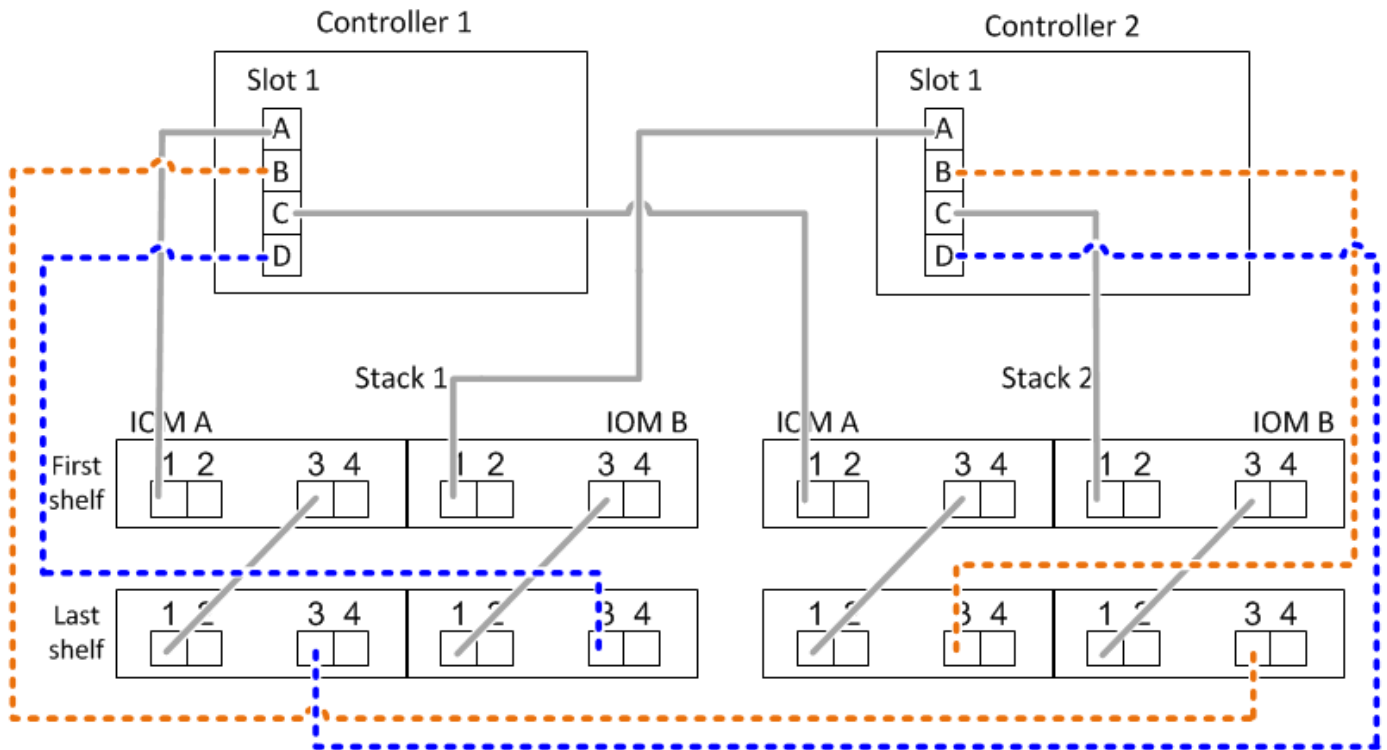 Controller 1
Controller 2
Slot 1
Slot 1
A
A
B
B
C
C
D
D
Stack 1
Stack 2
IOM A
IOM B
IOM A
IOM B
First shelf
1 2
3 4
1 2
3 4
1 2
3 4
1 2
3 4
Last shelf
1 2
3 4
1 2
3 4
1 2
3 4
1 2
3 4